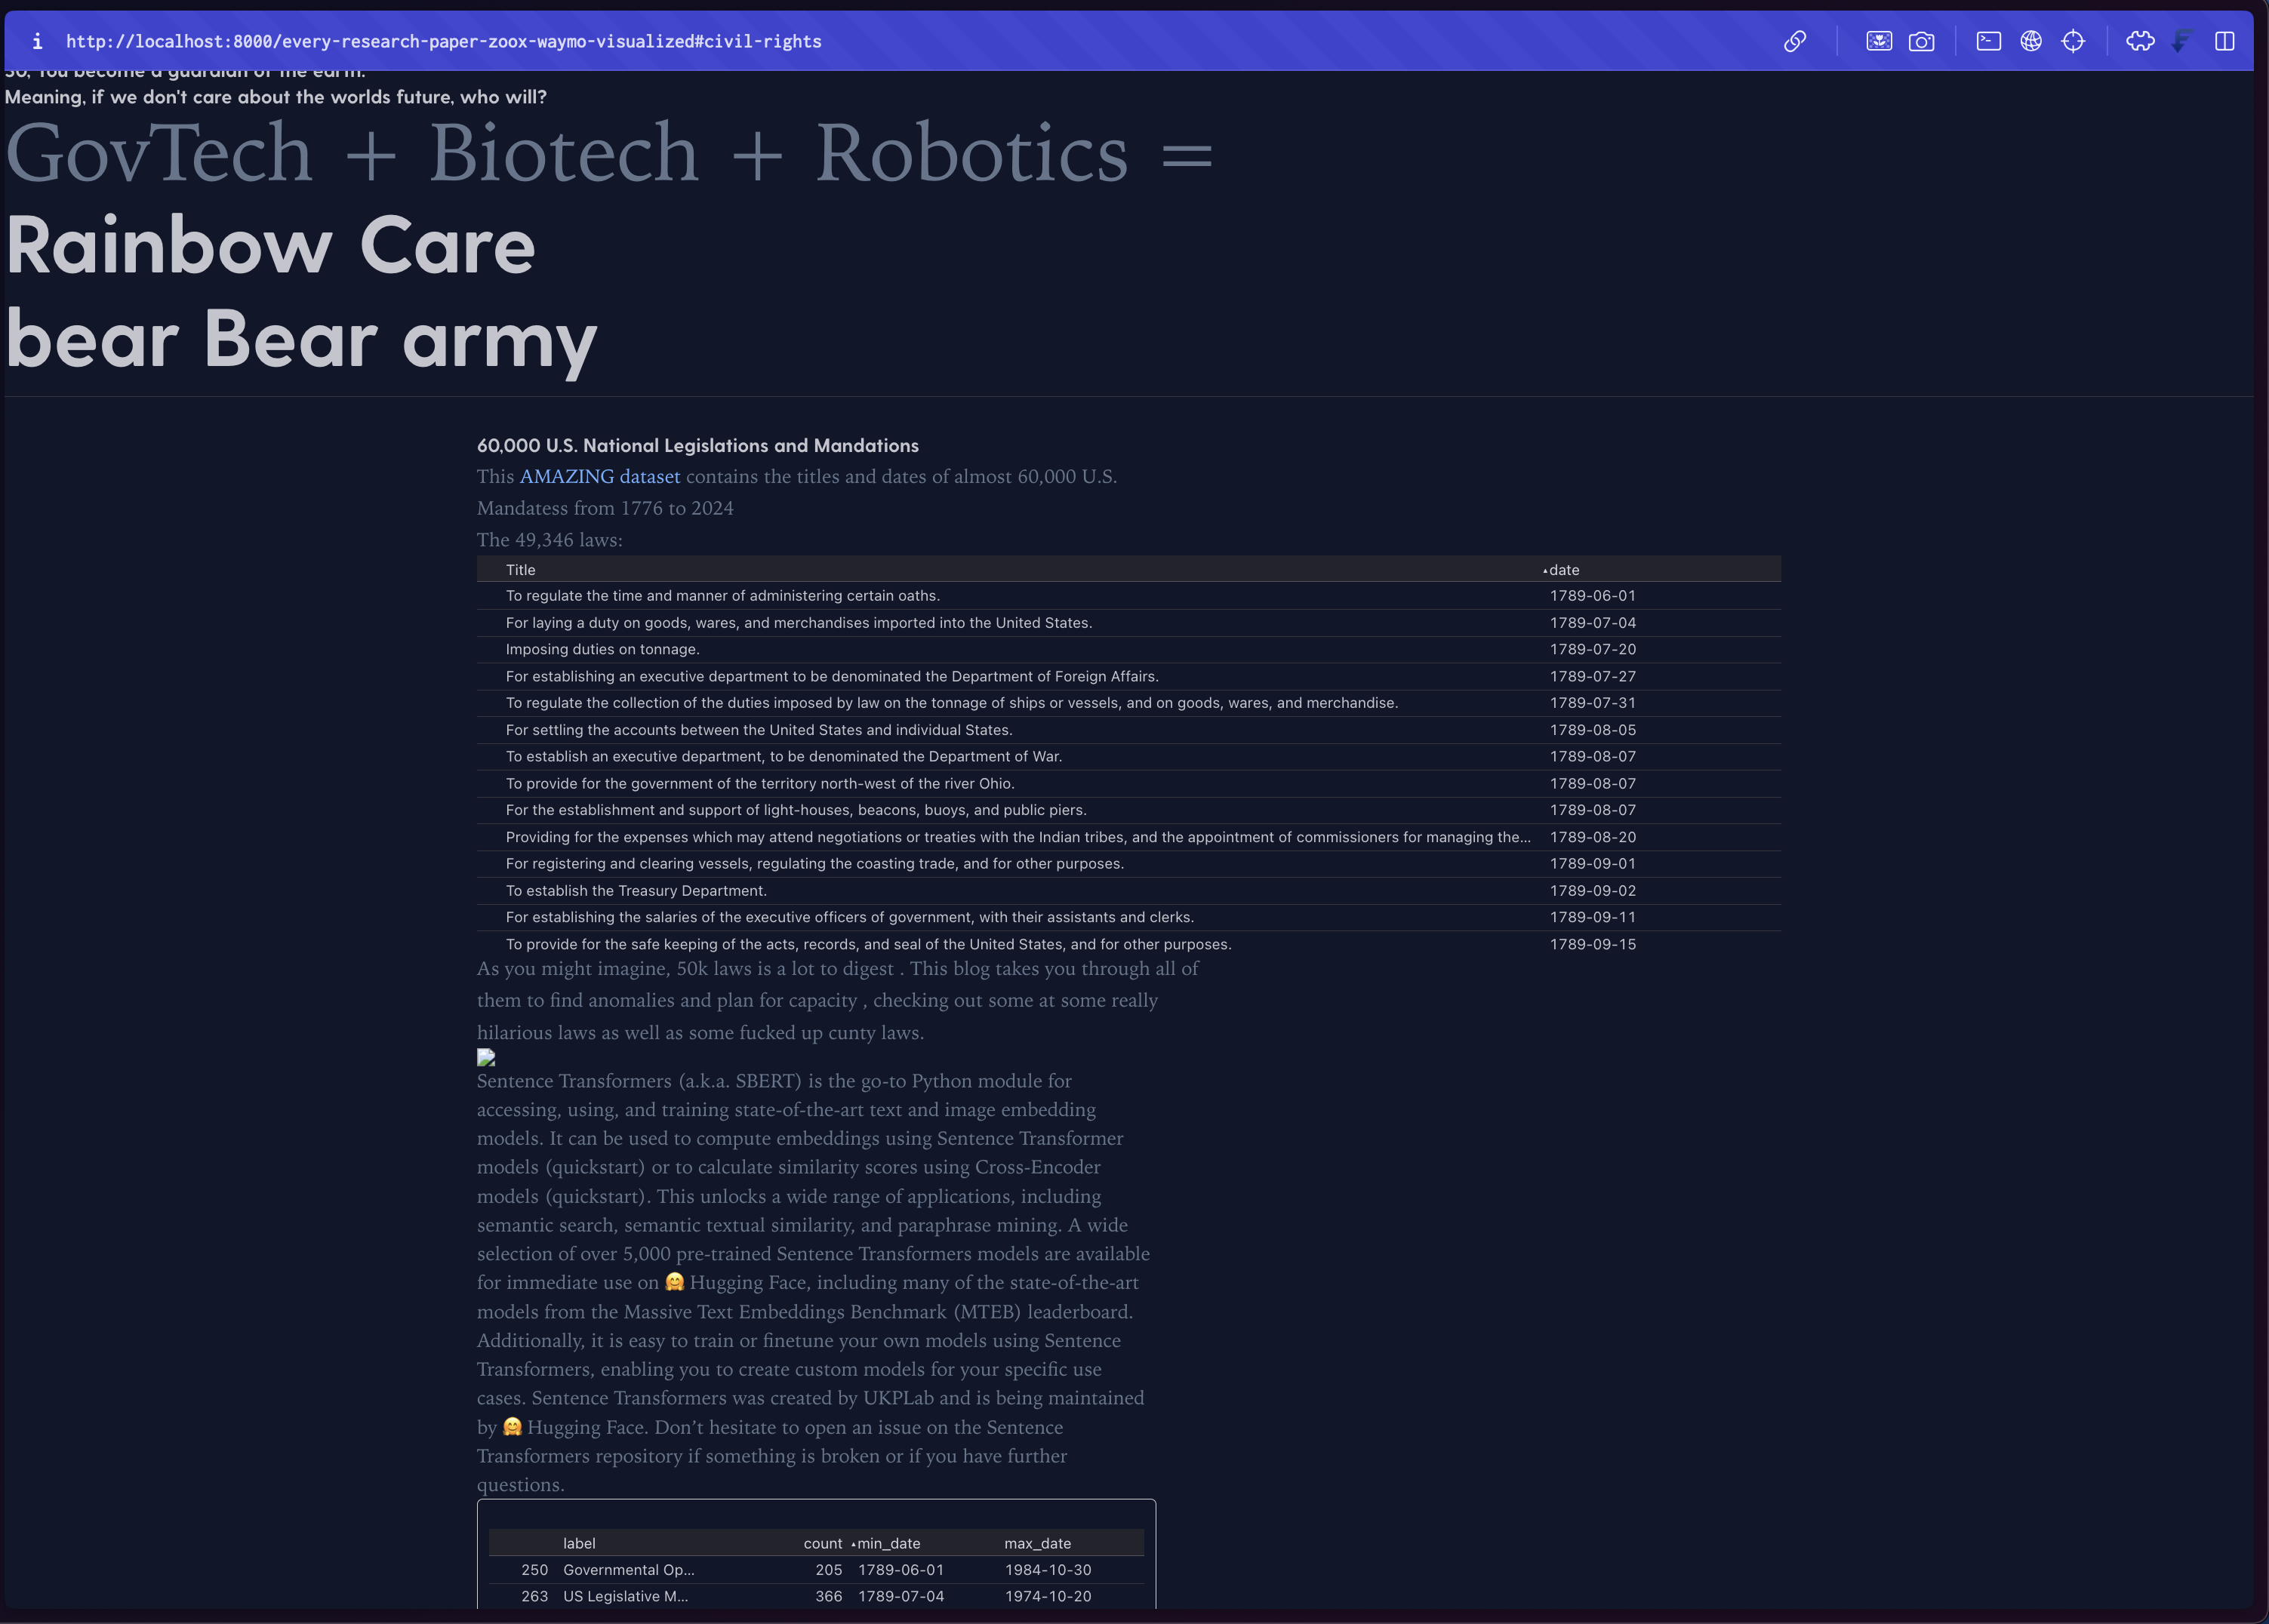 http://localhost:8000/every-research-paper-zoox-waymo-visualized#civil-rights
So, You become a guardian of the earth.
Meaning, if we don't care about the worlds future, who will?
GovTech + Biotech + Robotics =
Rainbow Care
bear Bear army
60,000 U.S. National Legislations and Mandations
This AMAZING dataset contains the titles and dates of almost 60,000 U.S.
Mandatess from 1776 to 2024
The 49,346 laws:
Title date
To regulate the time and manner of administering certain oaths. 1789-06-01
For laying a duty on goods, wares, and merchandises imported into the United States. 1789-07-04
Imposing duties on tonnage. 1789-07-20
For establishing an executive department to be denominated the Department of Foreign Affairs. 1789-07-27
To regulate the collection of the duties imposed by law on the tonnage of ships or vessels, and on goods, wares, and merchandise. 1789-07-31
For settling the accounts between the United States and individual States. 1789-08-05
To establish an executive department, to be denominated the Department of War. 1789-08-07
To provide for the government of the territory north-west of the river Ohio. 1789-08-07
For the establishment and support of light-houses, beacons, buoys, and public piers. 1789-08-07
Providing for the expenses which may attend negotiations or treaties with the Indian tribes, and the appointment of commissioners for managing the... 1789-08-20
For registering and clearing vessels, regulating the coasting trade, and for other purposes. 1789-09-01
To establish the Treasury Department. 1789-09-02
For establishing the salaries of the executive officers of government, with their assistants and clerks. 1789-09-11
To provide for the safe keeping of the acts, records, and seal of the United States, and for other purposes. 1789-09-15
As you might imagine, 50k laws is a lot to digest . This blog takes you through all of
them to find anomalies and plan for capacity , checking out some at some really
hilarious laws as well as some fucked up cunty laws.
Sentence Transformers (a.k.a. SBERT) is the go-to Python module for
accessing, using, and training state-of-the-art text and image embedding
models. It can be used to compute embeddings using Sentence Transformer
models (quickstart) or to calculate similarity scores using Cross-Encoder
models (quickstart). This unlocks a wide range of applications, including
semantic search, semantic textual similarity, and paraphrase mining. A wide
selection of over 5,000 pre-trained Sentence Transformers models are available
for immediate use on 🤗 Hugging Face, including many of the state-of-the-art
models from the Massive Text Embeddings Benchmark (MTEB) leaderboard.
Additionally, it is easy to train or finetune your own models using Sentence
Transformers, enabling you to create custom models for your specific use
cases. Sentence Transformers was created by UKPLab and is being maintained
by 🤗 Hugging Face. Don’t hesitate to open an issue on the Sentence
Transformers repository if something is broken or if you have further
questions.
label count min_date max_date
250 Governmental Op... 205 1789-06-01 1984-10-30
263 US Legislative M... 366 1789-07-04 1974-10-20